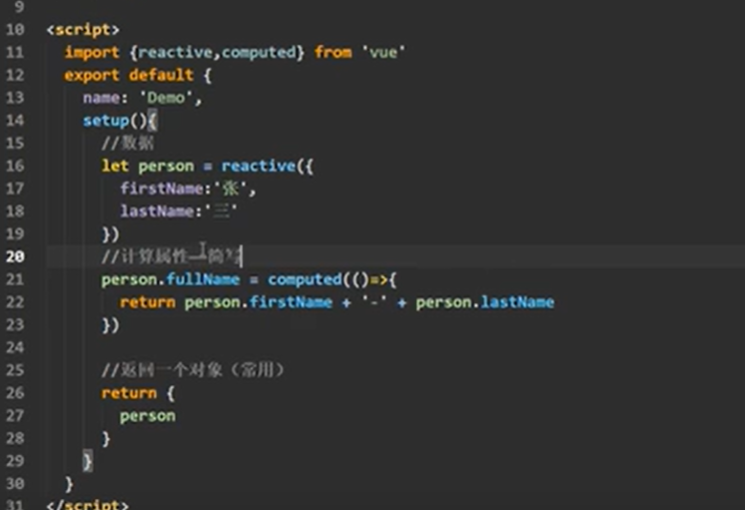 9
10 <script>
11 import {reactive,computed} from 'vue'
12 export default {
13 name: 'Demo',
14 setup(){
15 //数据
16 let person = reactive({
17 firstName:'张',
18 lastName:'三'
19 })
20 //计算属性—简写
21 person.fullName = computed(()=>{
22 return person.firstName + '-' + person.lastName
23 })
24
25 //返回一个对象（常用）
26 return {
27 person
28 }
29 }
30 }
31 </script>